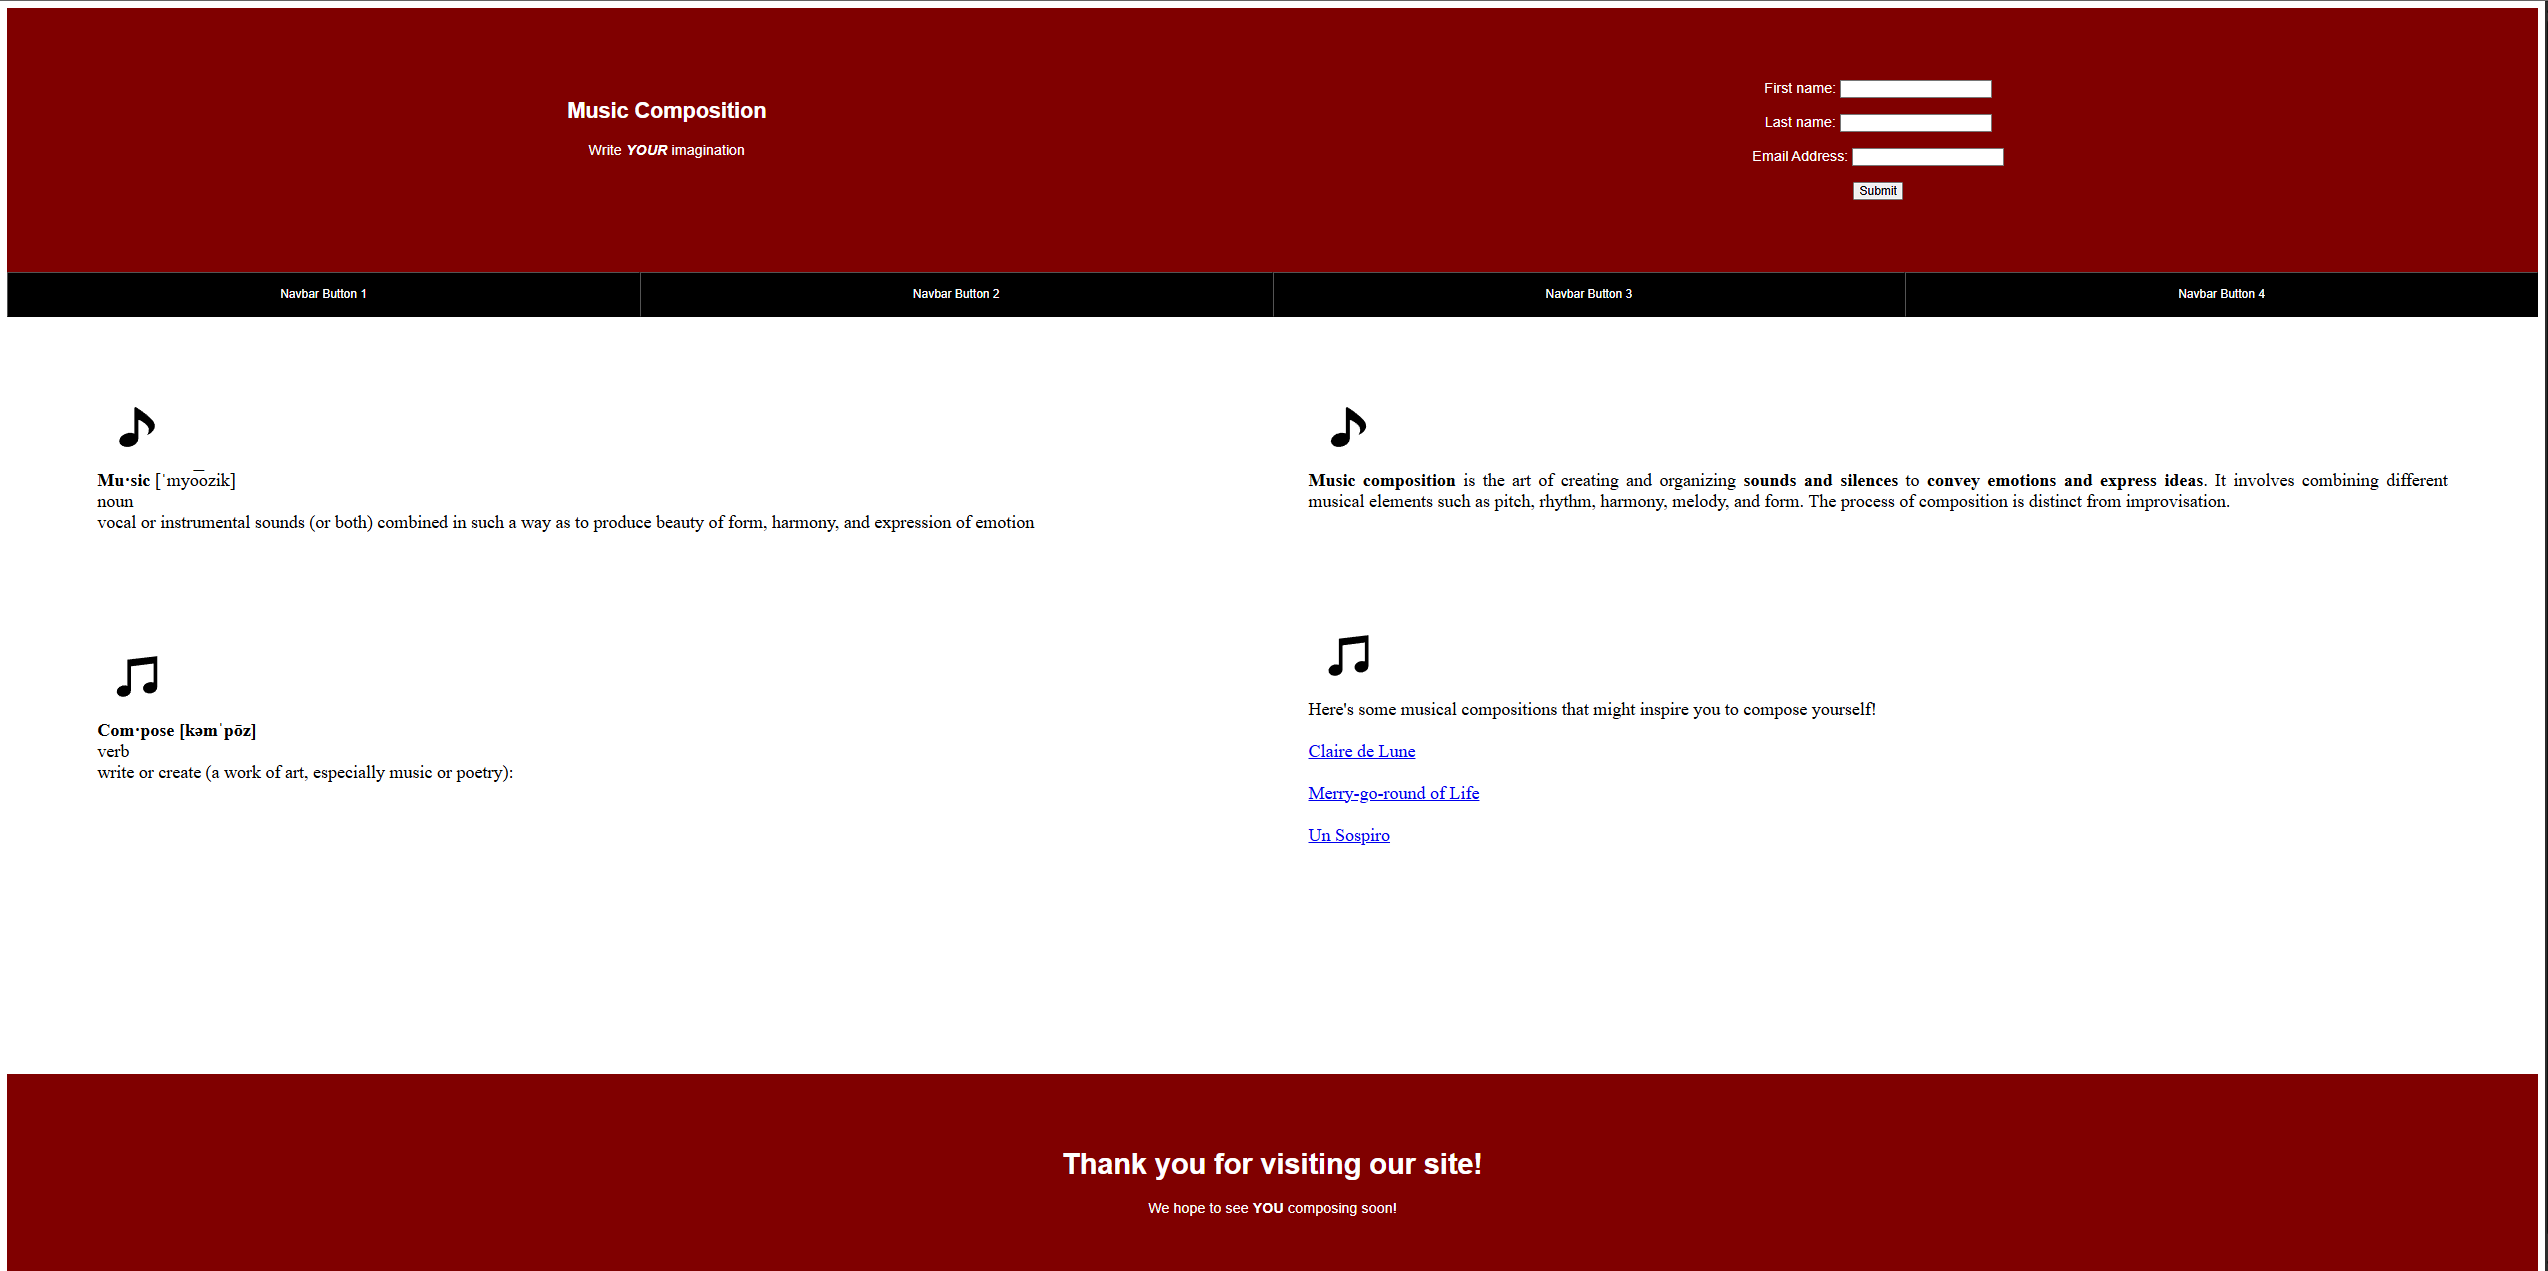 Music Composition
Write YOUR imagination
First name:
Last name:
Email Address:
Submit
Navbar Button 1
Navbar Button 2
Navbar Button 3
Navbar Button 4
Mu·sic [ˈmyo͞ozik]
noun
vocal or instrumental sounds (or both) combined in such a way as to produce beauty of form, harmony, and expression of emotion
Music composition is the art of creating and organizing sounds and silences to convey emotions and express ideas. It involves combining different
musical elements such as pitch, rhythm, harmony, melody, and form. The process of composition is distinct from improvisation.
Com·pose [kəmˈpōz]
verb
write or create (a work of art, especially music or poetry):
Here's some musical compositions that might inspire you to compose yourself!
Claire de Lune
Merry-go-round of Life
Un Sospiro
Thank you for visiting our site!
We hope to see YOU composing soon!